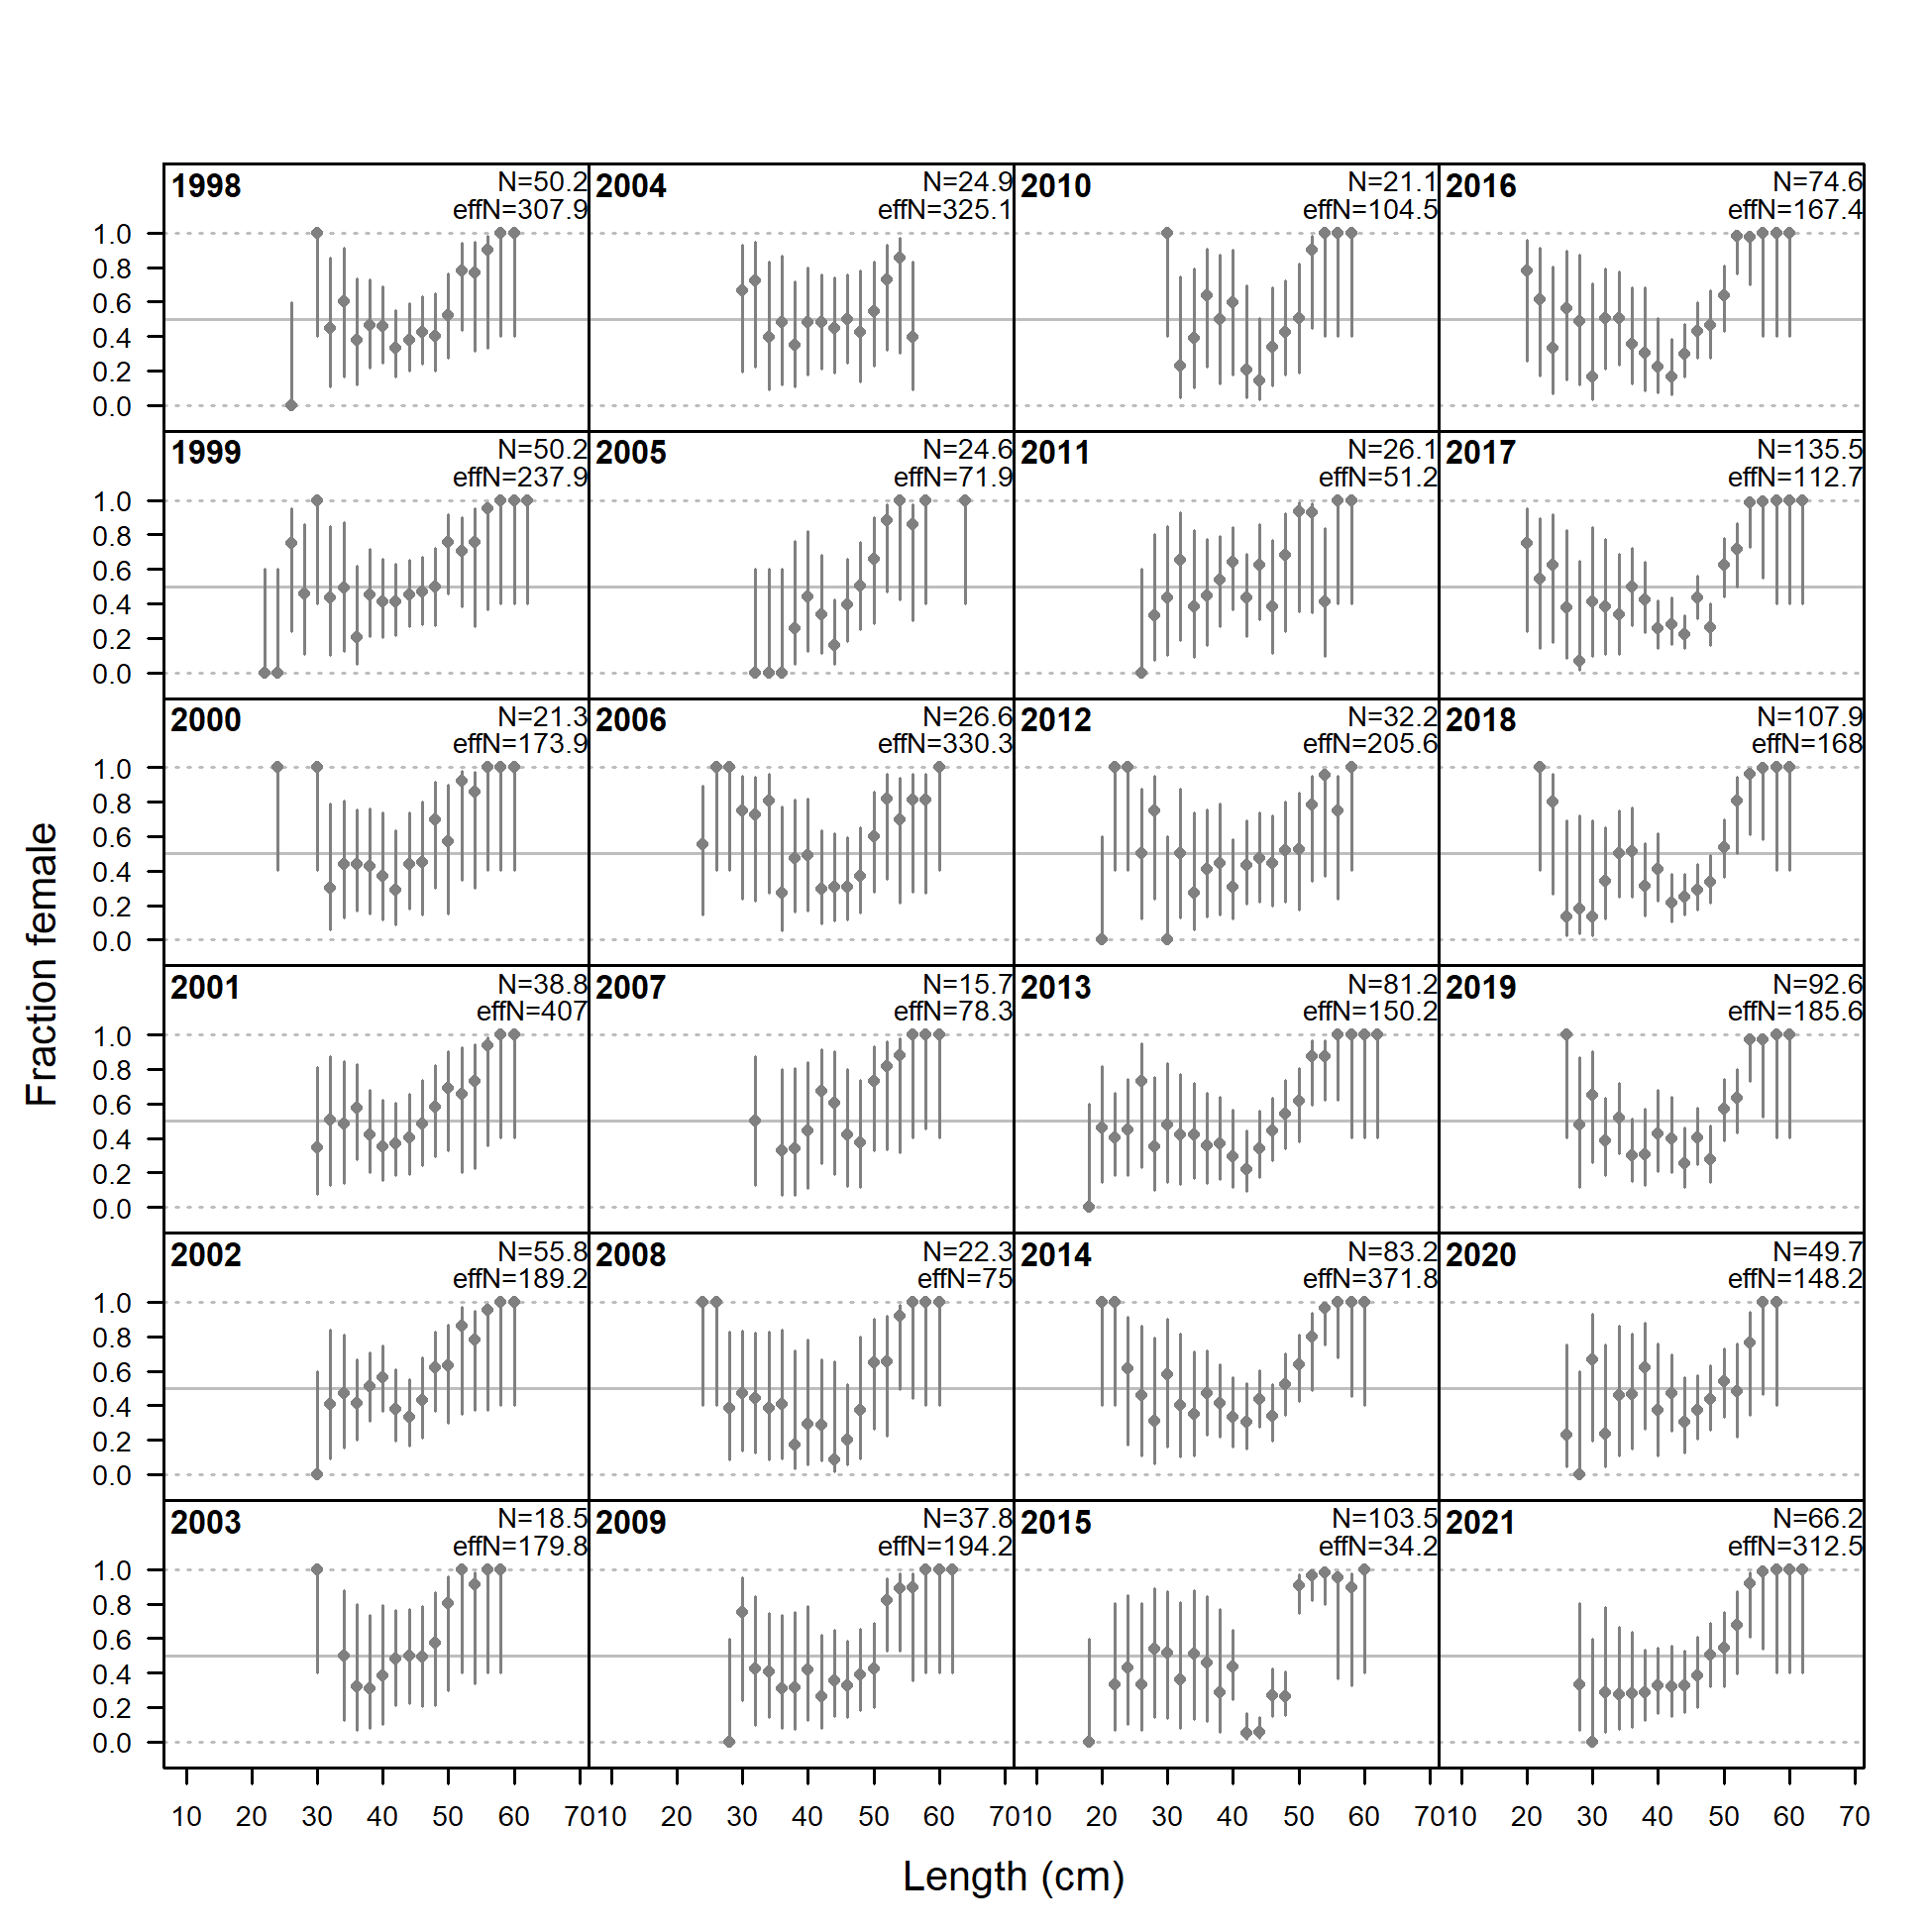 1998 N=50.2 2004 N=24.9 2010 N=21.1 2016 N=74.6
effN=307.9 effN=325.1 effN=104.5 effN=167.4
1.0
0.8
0.6
0.4
0.2
0.0
1999 N=50.2 2005 N=24.6 2011 N=26.1 2017 N=135.5
effN=237.9 effN=71.9 effN=51.2 effN=112.7
1.0
0.8
0.6
0.4
0.2
0.0
2000 N=21.3 2006 N=26.6 2012 N=32.2 2018 N=107.9
effN=173.9 effN=330.3 effN=205.6 effN=168
1.0
0.8
0.6
0.4
0.2
0.0
Fraction female
2001 N=38.8 2007 N=15.7 2013 N=81.2 2019 N=92.6
effN=407 effN=78.3 effN=150.2 effN=185.6
1.0
0.8
0.6
0.4
0.2
0.0
2002 N=55.8 2008 N=22.3 2014 N=83.2 2020 N=49.7
effN=189.2 effN=75 effN=371.8 effN=148.2
1.0
0.8
0.6
0.4
0.2
0.0
2003 N=18.5 2009 N=37.8 2015 N=103.5 2021 N=66.2
effN=179.8 effN=194.2 effN=34.2 effN=312.5
1.0
0.8
0.6
0.4
0.2
0.0
10 20 30 40 50 60 70 10 20 30 40 50 60 70 10 20 30 40 50 60 70 10 20 30 40 50 60 70
Length (cm)